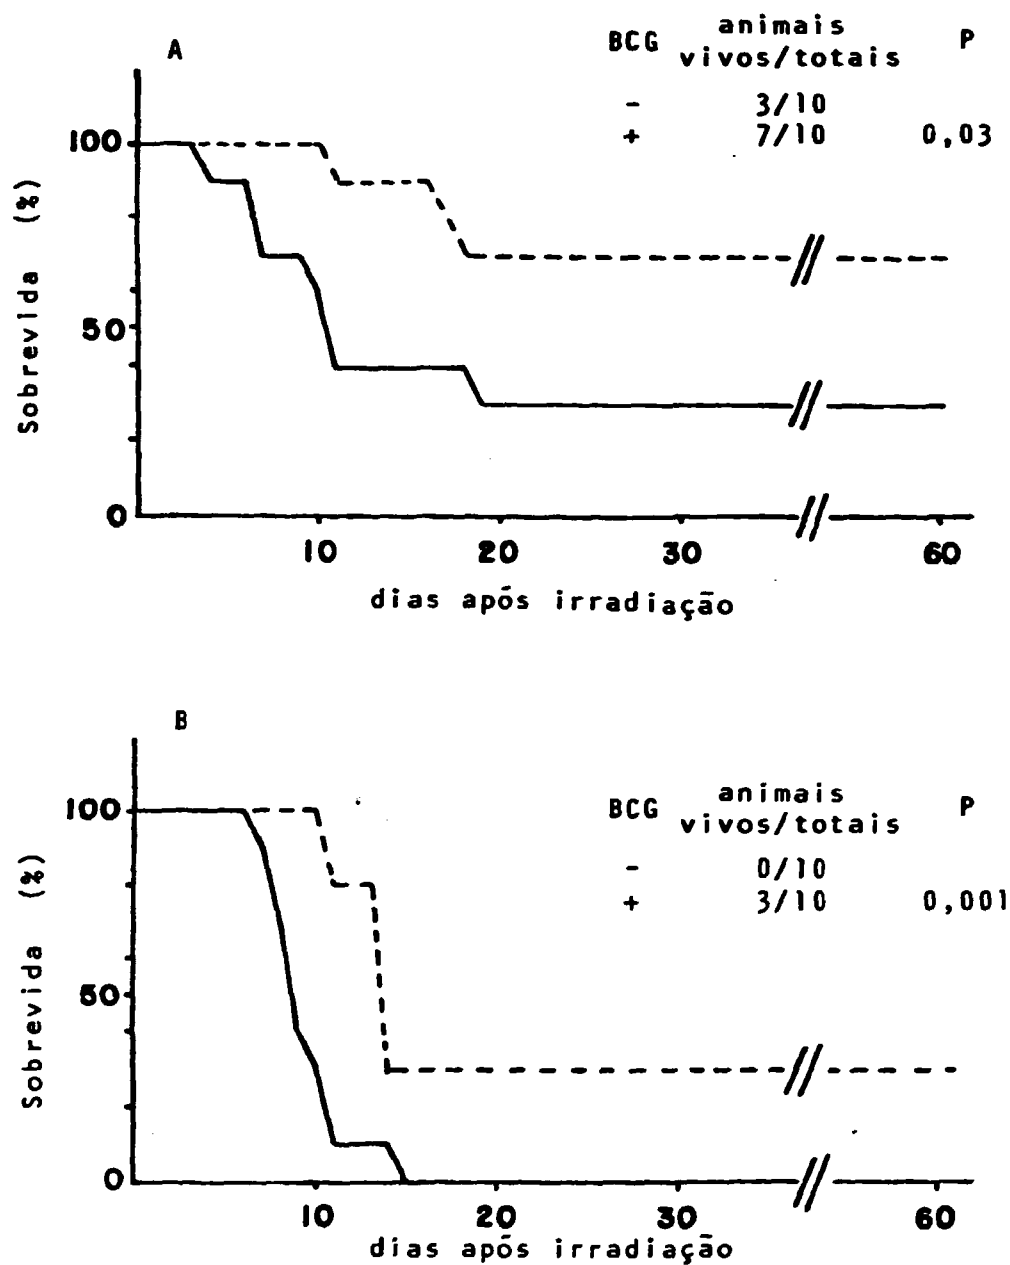 A
BCG animais vivos/totais P
- 3/10
+ 7/10 0,03
Sobrevida (%)
100
50
0
10 20 30 60
dias após irradiação
B
BCG animais vivos/totais P
- 0/10
+ 3/10 0,001
Sobrevida (%)
100
50
0
10 20 30 60
dias após irradiação